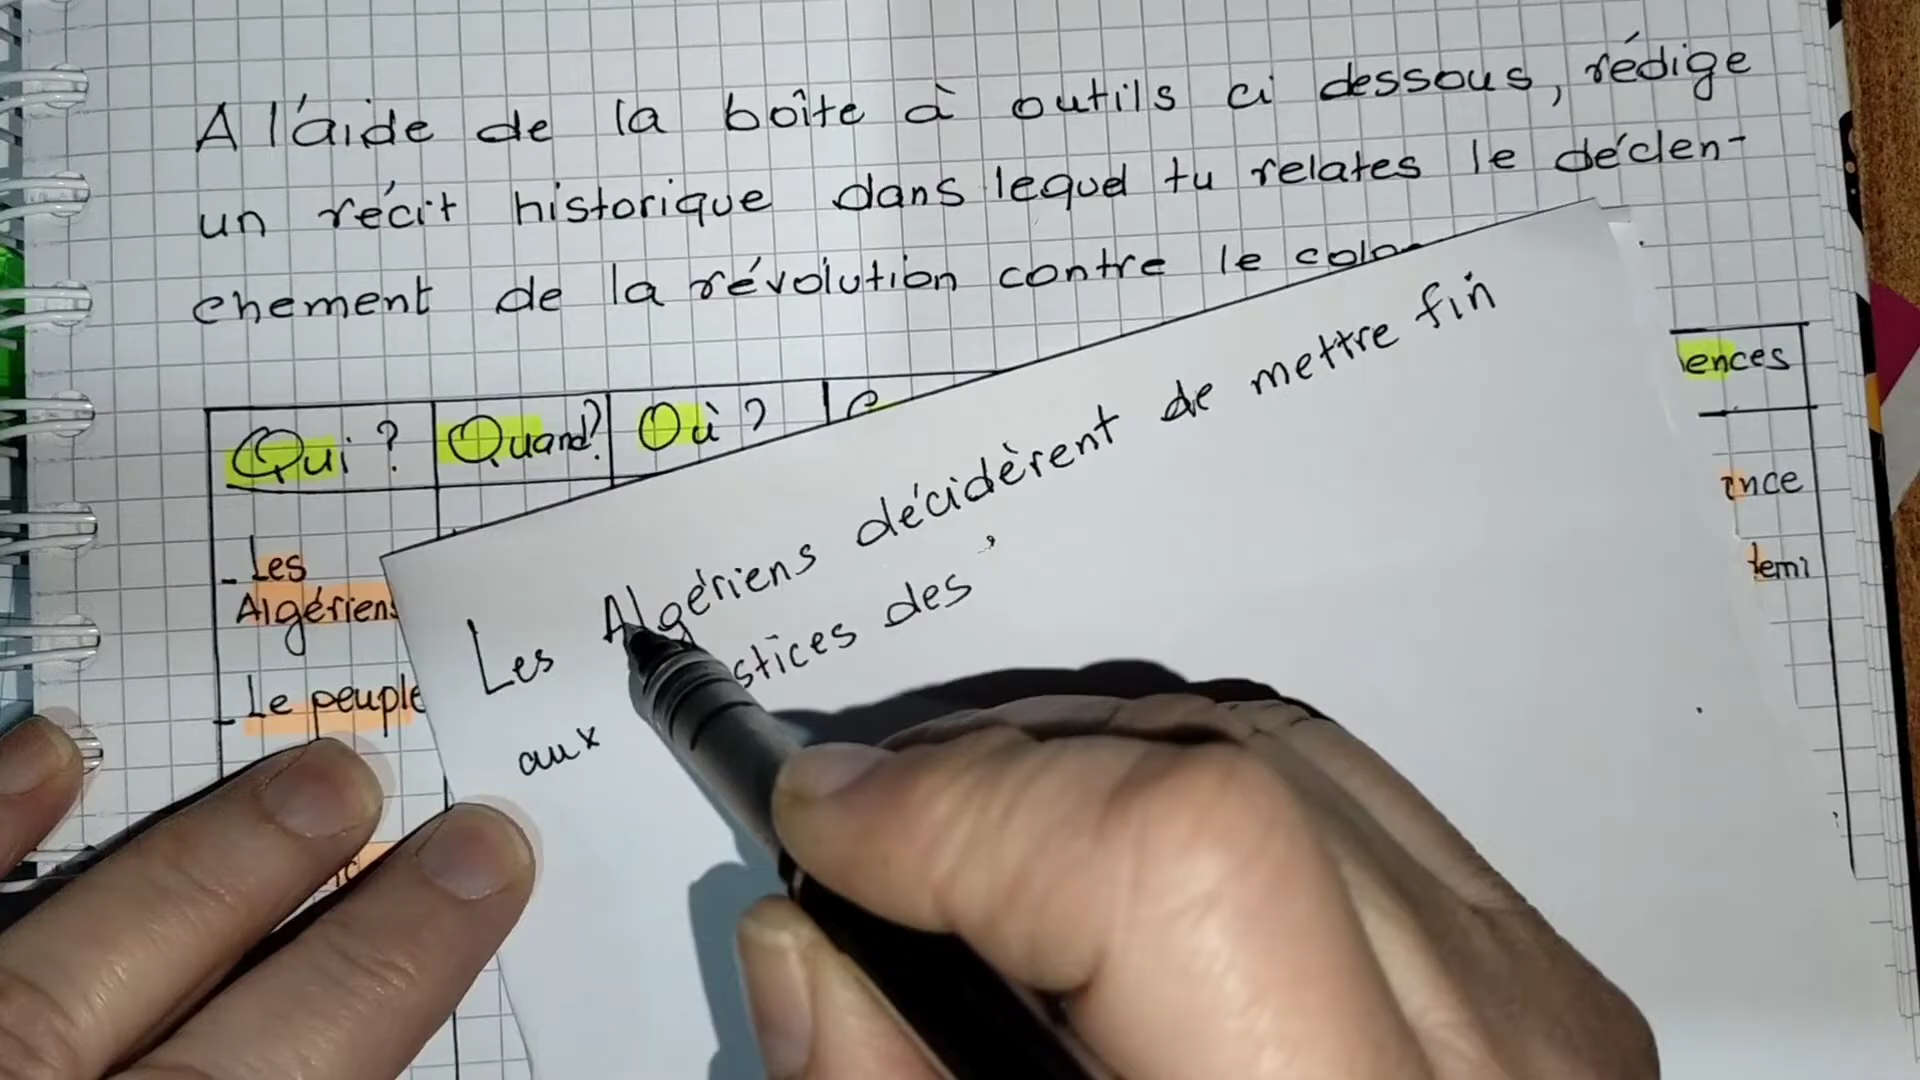 A l'aide de la boîte à outils ci dessous, rédige
un récit historique dans lequel tu relates le déclen-
chement de la révolution contre le colo
Qui ? Quand? Où ?
ences
- Les
Algériens
- Le peuple
ence
temi
Les Algériens décidèrent de mettre fin
aux stices des